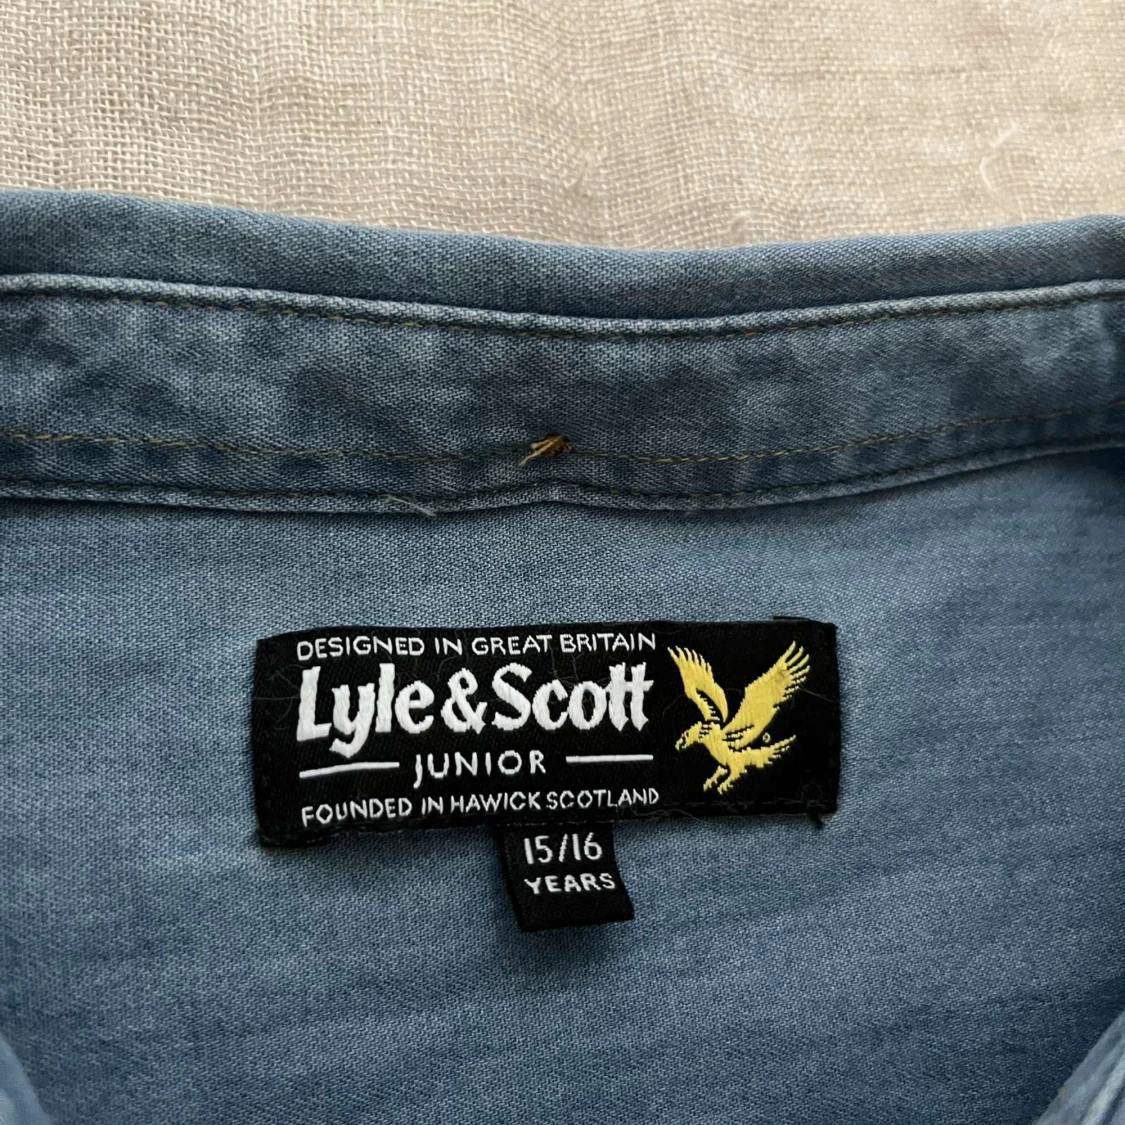 DESIGNED IN GREAT BRITAIN
Lyle&Scott
JUNIOR
FOUNDED IN HAWICK SCOTLAND
15/16
YEARS